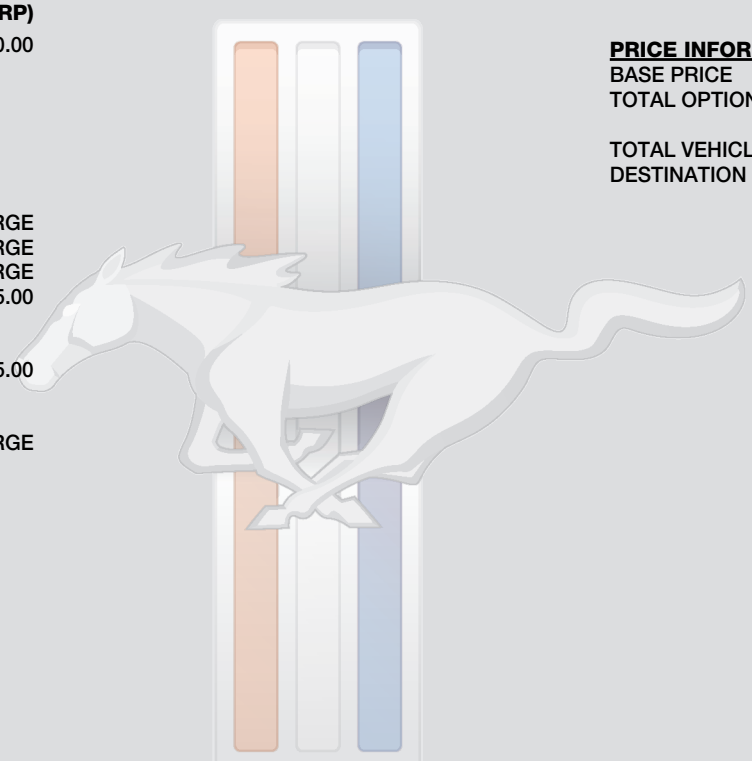 RP)
0.00
RGE
RGE
RGE
5.00
5.00
RGE
PRICE INFOR
BASE PRICE
TOTAL OPTION
TOTAL VEHICL
DESTINATION